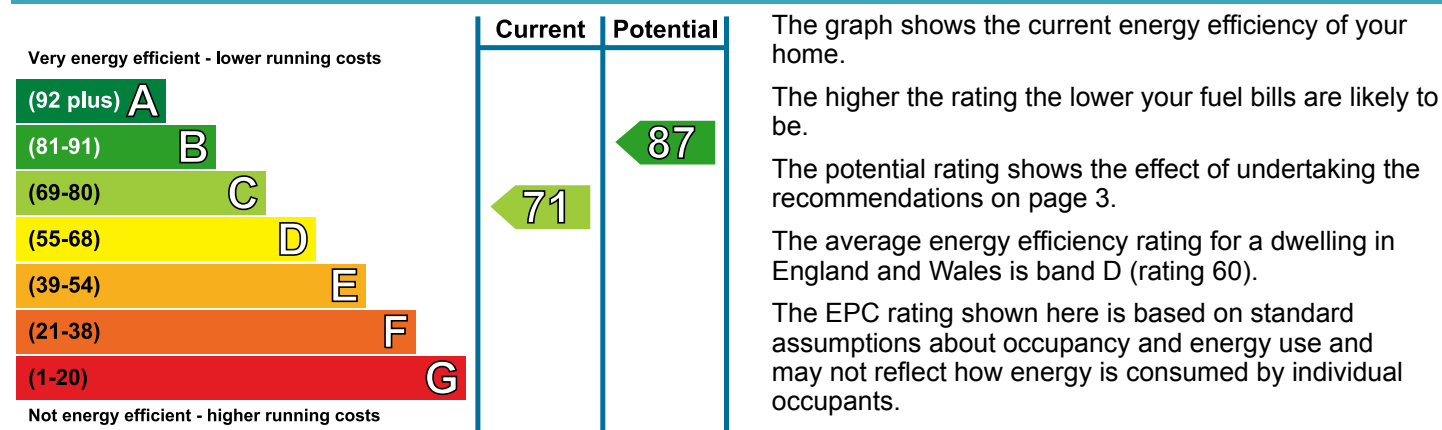 Current Potential
Very energy efficient - lower running costs
(92 plus) A
(81-91) B
87
(69-80) C
71
(55-68) D
(39-54) E
(21-38) F
(1-20) G
Not energy efficient - higher running costs
The graph shows the current energy efficiency of your
home.
The higher the rating the lower your fuel bills are likely to
be.
The potential rating shows the effect of undertaking the
recommendations on page 3.
The average energy efficiency rating for a dwelling in
England and Wales is band D (rating 60).
The EPC rating shown here is based on standard
assumptions about occupancy and energy use and
may not reflect how energy is consumed by individual
occupants.